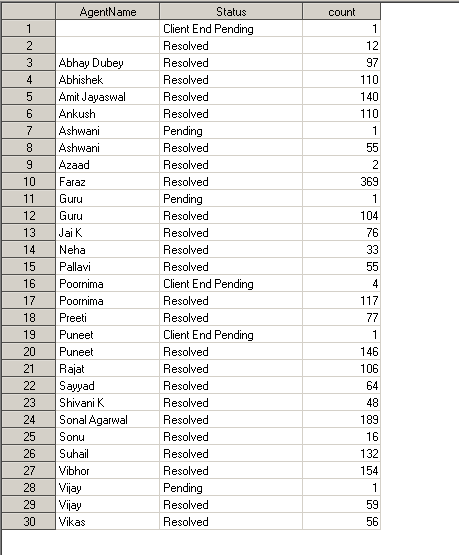 AgentName Status count
1 Client End Pending 1
2 Resolved 12
3 Abhay Dubey Resolved 97
4 Abhishek Resolved 110
5 Amit Jayaswal Resolved 140
6 Ankush Resolved 110
7 Ashwani Pending 1
8 Ashwani Resolved 55
9 Azaad Resolved 2
10 Faraz Resolved 369
11 Guru Pending 1
12 Guru Resolved 104
13 Jai K Resolved 76
14 Neha Resolved 33
15 Pallavi Resolved 55
16 Poornima Client End Pending 4
17 Poornima Resolved 117
18 Preeti Resolved 77
19 Puneet Client End Pending 1
20 Puneet Resolved 146
21 Rajat Resolved 106
22 Sayyad Resolved 64
23 Shivani K Resolved 48
24 Sonal Agarwal Resolved 189
25 Sonu Resolved 16
26 Suhail Resolved 132
27 Vibhor Resolved 154
28 Vijay Pending 1
29 Vijay Resolved 59
30 Vikas Resolved 56